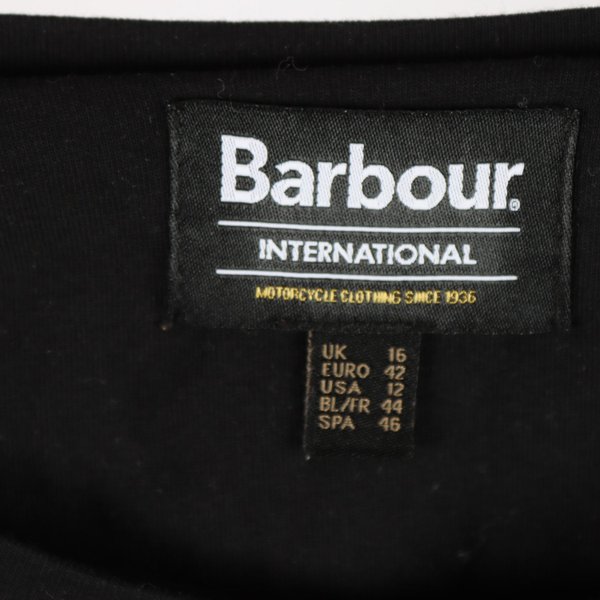 Barbour®
INTERNATIONAL
MOTORCYCLE CLOTHING SINCE 1936
UK 16
EURO 42
USA 12
BL/FR 44
SPA 46